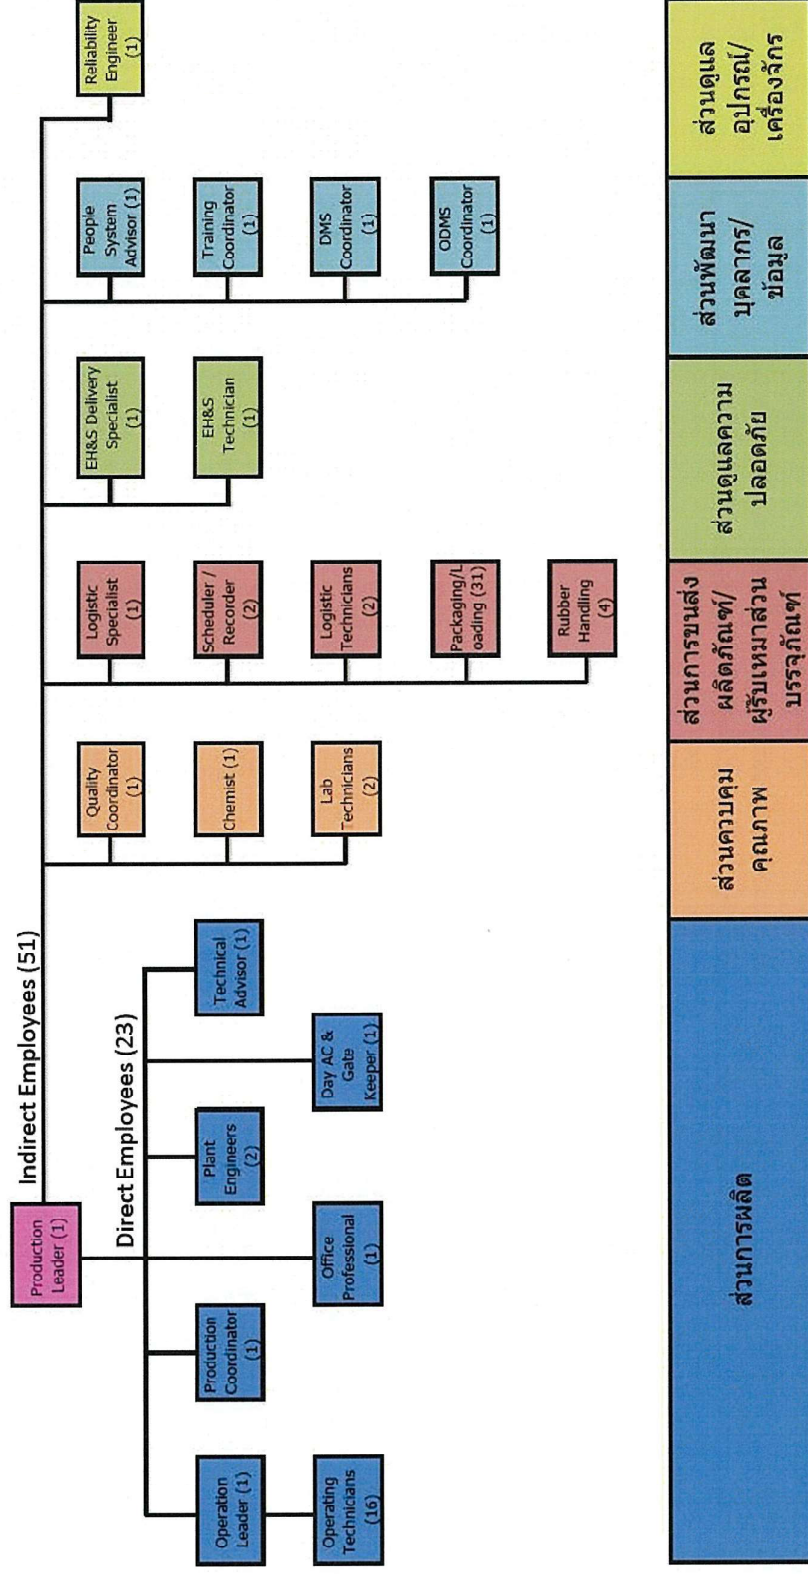 Production
Leader (1)
Indirect Employees (51)
Direct Employees (23)
Operation
Leader (1)
Operating
Technicians
(16)
Production
Coordinator
(1)
Office
Professional
(1)
Plant
Engineers
(2)
Day AC &
Gate
Keeper (1)
Technical
Advisor (1)
Quality
Coordinator
(1)
Chemist (1)
Lab
Technicians
(2)
Logistic
Specialist
(1)
Scheduler /
Recorder
(2)
Logistic
Technicians
(2)
Packaging/L
oading (31)
Rubber
Handling
(4)
EH&S Delivery
Specialist
(1)
EH&S
Technician
(1)
People
System
Advisor (1)
Training
Coordinator
(1)
DMS
Coordinator
(1)
ODMS
Coordinator
(1)
Reliability
Engineer
(1)
ส่วนการผลิต
ส่วนควบคุม
คุณภาพ
ส่วนการขนส่ง
ผลิตภัณฑ์/
ผู้รับเหมาส่วน
บรรจุภัณฑ์
ส่วนดูแลความ
ปลอดภัย
ส่วนพัฒนา
บุคลากร/
ข้อมูล
ส่วนดูแล
อุปกรณ์/
เครื่องจักร